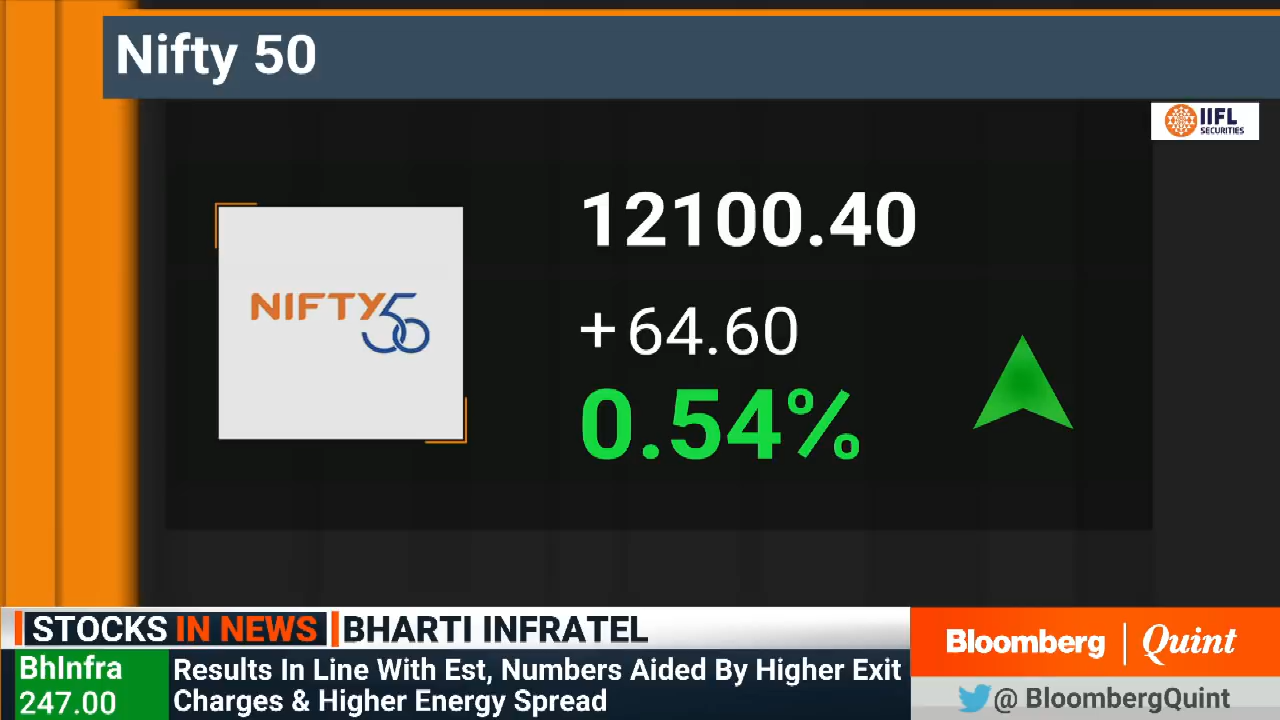 Nifty 50
IIFL
SECURITIES
12100.40
NIFTY50
+64.60
0.54%
STOCKS IN NEWS BHARTI INFRATEL
BhInfra
247.00
Results In Line With Est, Numbers Aided By Higher Exit
Charges & Higher Energy Spread
Bloomberg | Quint
@ BloombergQuint